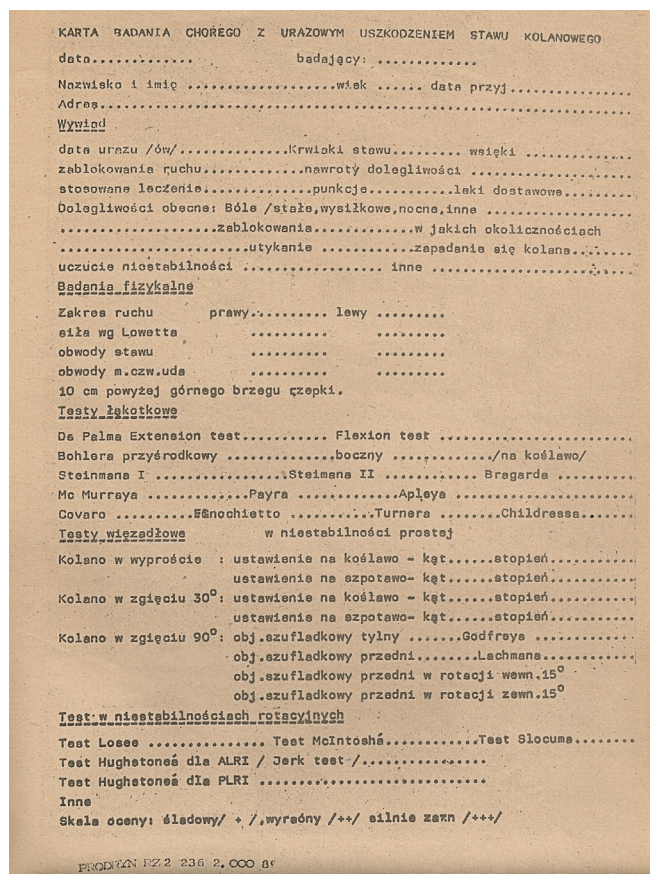 KARTA BADANIA CHOREGO Z URAZOWYM USZKODZENIEM STAWU KOLANOWEGO
data............. badający: .............
Nazwisko i imię ..................wiek ...... data przyj..............
Adres.................................................................
Wywiad
data urazu /ów/.............Krwiaki stawu........ wsięki .............
zablokowania ruchu...............nawroty dolegliwości ....................
stosowane leczenie.............punkcje..........leki dostawowe.........
Dolegliwości obecne: Bóle /stałe,wysiłkowe,nocne,inne ..................
...................zablokowania............w jakich okolicznościach
.......................utykanie ............zapadanie się kolana........
uczucie niestabilności ................. inne .........................
Badania fizykalne
Zakres ruchu prawy......... lewy .........
siła wg Lowetta ......... .........
obwody stawu ......... .........
obwody m.czw.uda ......... .........
10 cm powyżej górnego brzegu rzepki.
Testy łąkotkowe
De Palma Extension test.......... Flexion test ........................
Bohlera przyśrodkowy .............boczny ............/na koślawo/
Steinmana I .................Steimana II ............. Bragarda ..........
Mc Murraya ............Payra ..............Apleya ......................
Covaro .........Finochietto ............Turnera ........Childressa.......
Testy więzadłowe w niestabilności prostej
Kolano w wyproście : ustawienie na koślawo - kąt......stopień..........
ustawienie na szpotawo- kąt......stopień..........
Kolano w zgięciu 30°: ustawienie na koślawo - kąt......stopień..........
ustawienie na szpotawo- kąt......stopień..........
Kolano w zgięciu 90°: obj.szufladkowy tylny .......Godfreya ............
obj.szufladkowy przedni........Lachmana.............
obj.szufladkowy przedni w rotacji wewn.15°
obj.szufladkowy przedni w rotacji zewn.15°
Test w niestabilnościach rotacyjnych
Test Losee .............. Test McIntoshá...........Test Slocuma........
Test Hughstoneá dla ALRI / Jerk test /...............
Test Hughstoneá dla PLRI ........................
Inne
Skala oceny: śladowy/ + /,wyraźny /++/ silnie zazn /+++/
PRODRYN RZ 2 236 2.000